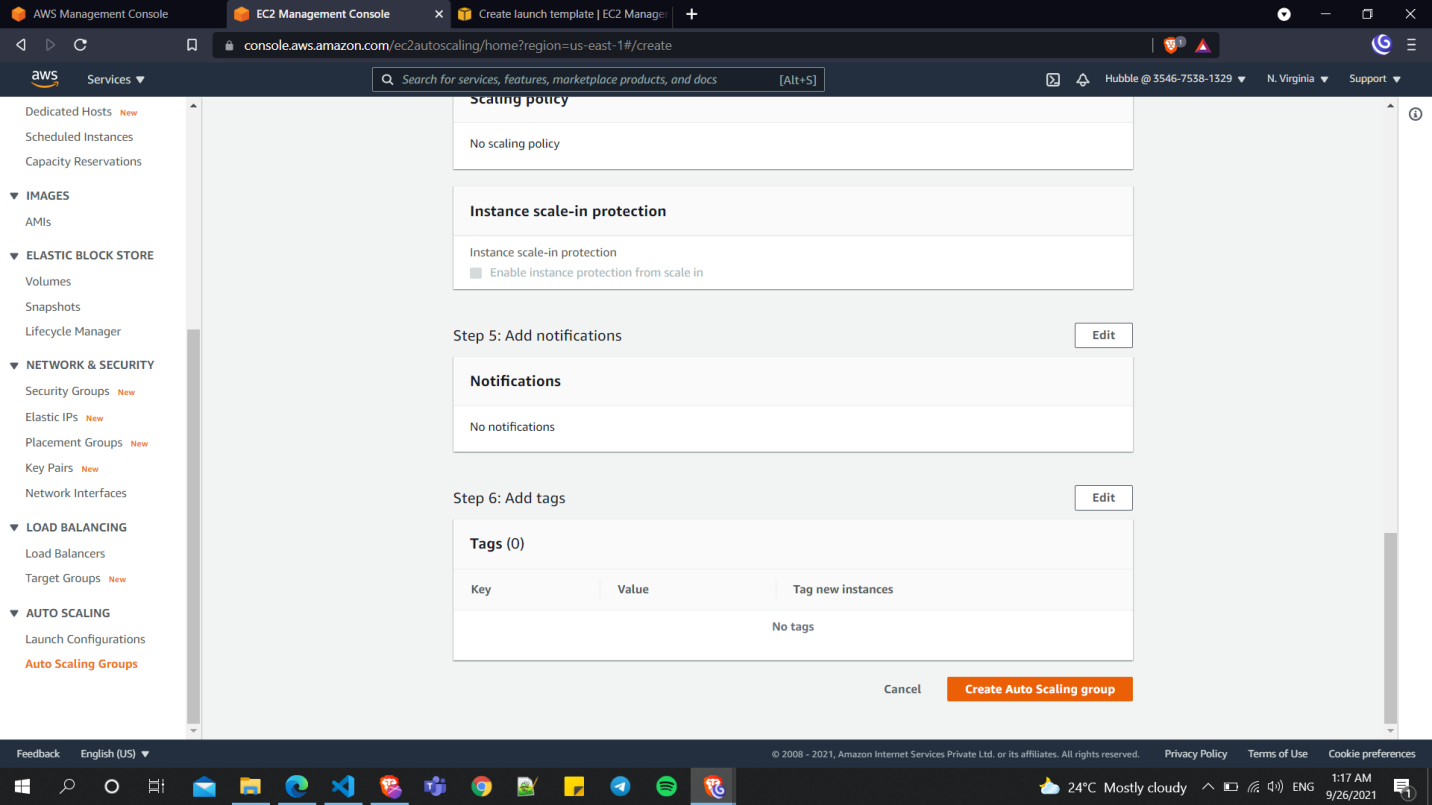 AWS Management Console
EC2 Management Console
Create launch template | EC2 Manage
console.aws.amazon.com/ec2autoscaling/home?region=us-east-1#/create
1
aws
Services
Search for services, features, marketplace products, and docs [Alt+S]
Hubble @ 3546-7538-1329
N. Virginia
Support
Dedicated Hosts New
Scheduled Instances
Capacity Reservations
IMAGES
AMIs
ELASTIC BLOCK STORE
Volumes
Snapshots
Lifecycle Manager
NETWORK & SECURITY
Security Groups New
Elastic IPs New
Placement Groups New
Key Pairs New
Network Interfaces
LOAD BALANCING
Load Balancers
Target Groups New
AUTO SCALING
Launch Configurations
Auto Scaling Groups
Scaling policy
No scaling policy
Instance scale-in protection
Instance scale-in protection
Enable instance protection from scale in
Step 5: Add notifications
Edit
Notifications
No notifications
Step 6: Add tags
Edit
Tags (0)
Key Value Tag new instances
No tags
Cancel
Create Auto Scaling group
Feedback
English (US)
© 2008 - 2021, Amazon Internet Services Private Ltd. or its affiliates. All rights reserved.
Privacy Policy
Terms of Use
Cookie preferences
24°C Mostly cloudy
ENG
1:17 AM
9/26/2021
1